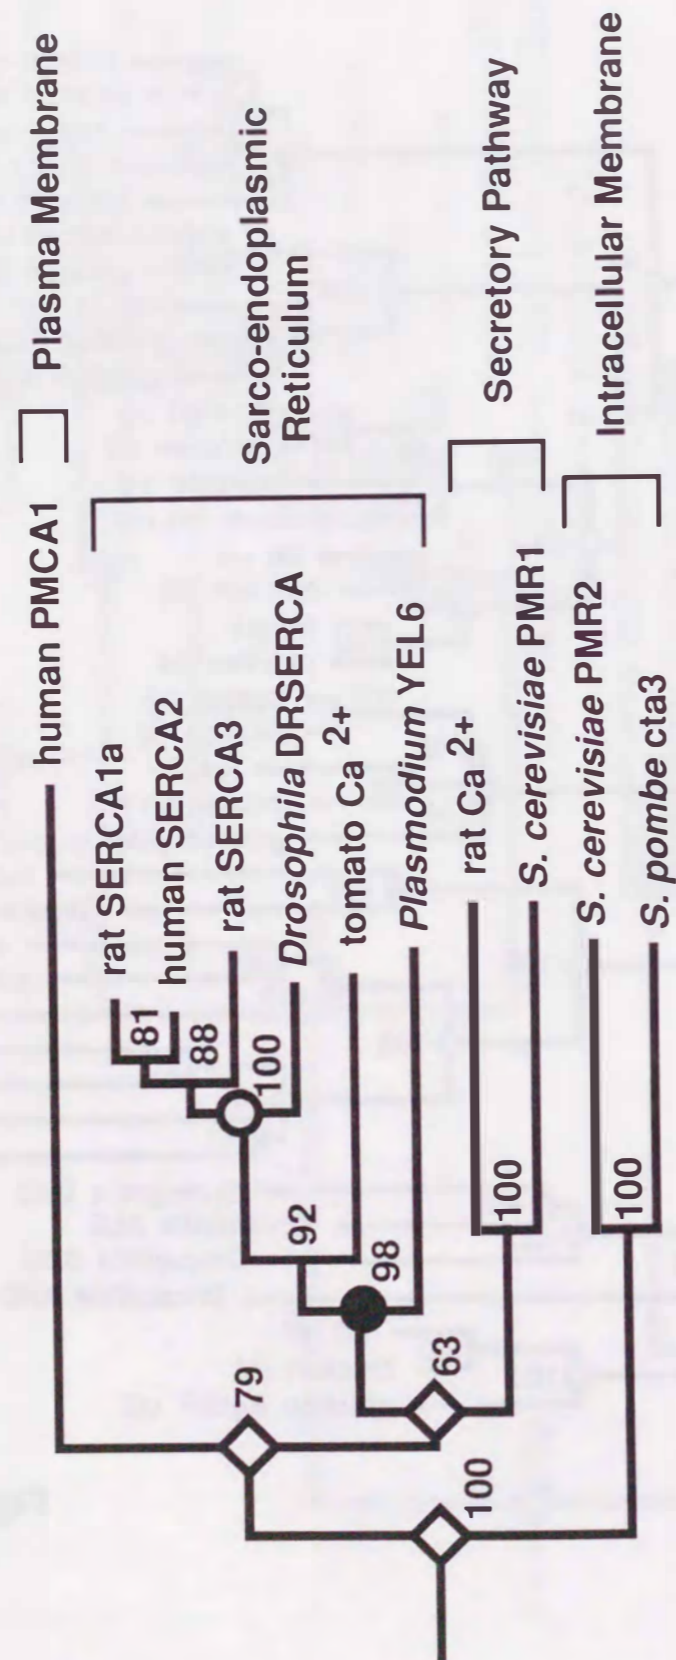 human PMCA1
Plasma Membrane
rat SERCA1a
human SERCA2
rat SERCA3
Drosophila DRSERCA
tomato Ca 2+
Plasmodium YEL6
Sarco-endoplasmic
Reticulum
rat Ca 2+
S. cerevisiae PMR1
Secretory Pathway
S. cerevisiae PMR2
S. pombe cta3
Intracellular Membrane
81
88
100
92
98
79
63
100
100
100